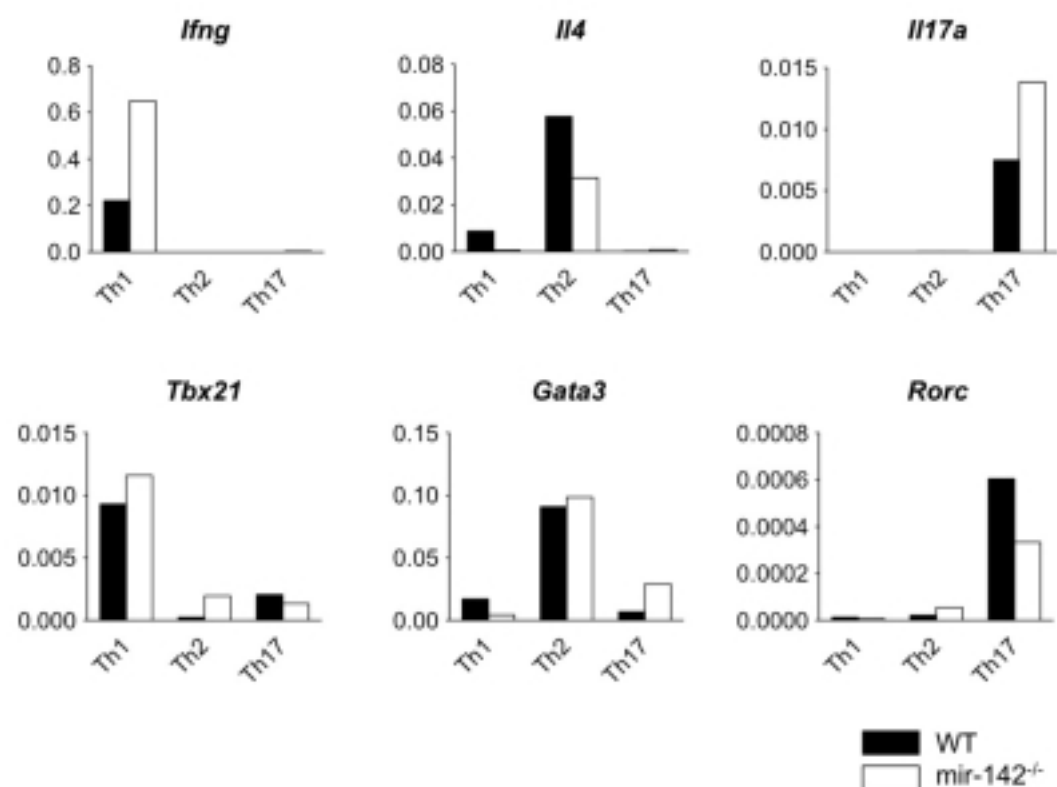 Ifng
0.8
0.6
0.4
0.2
0.0
Th1
Th2
Th17
Il4
0.08
0.06
0.04
0.02
0.00
Th1
Th2
Th17
Il17a
0.015
0.010
0.005
0.000
Th1
Th2
Th17
Tbx21
0.015
0.010
0.005
0.000
Th1
Th2
Th17
Gata3
0.15
0.10
0.05
0.00
Th1
Th2
Th17
Rorc
0.0008
0.0006
0.0004
0.0002
0.0000
Th1
Th2
Th17
WT
mir-142-/-